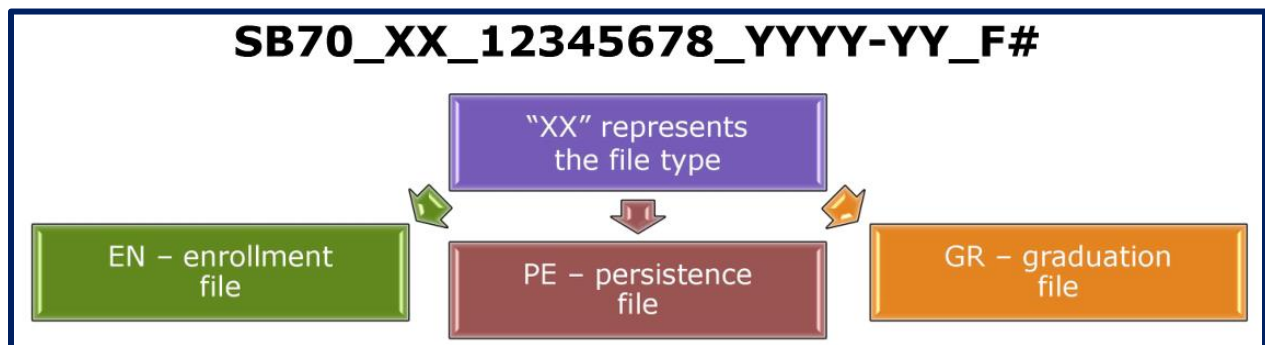 SB70_XX_12345678_YYYY-YY_F#
“XX” represents
the file type
EN – enrollment
file
PE – persistence
file
GR – graduation
file